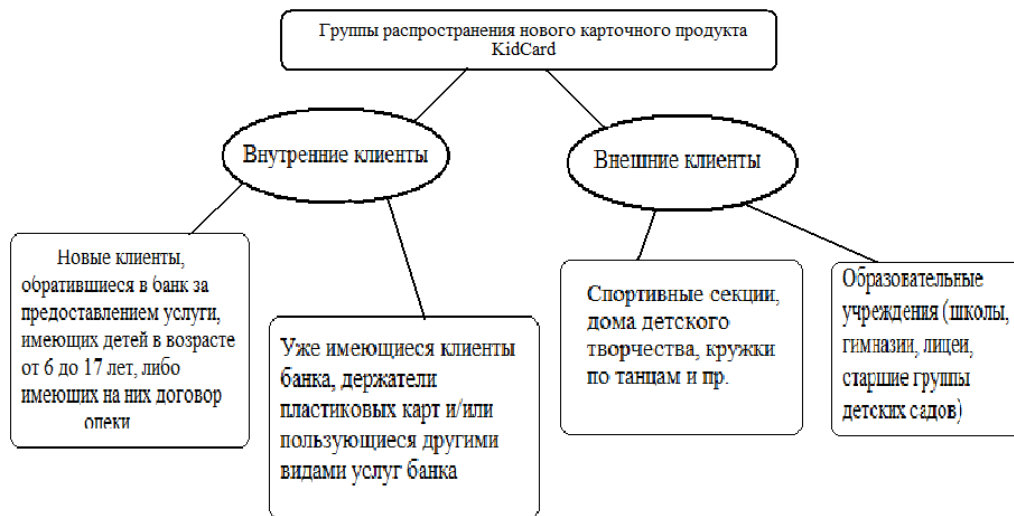 Группы распространения нового карточного продукта
KidCard
Внутренние клиенты
Внешние клиенты
Новые клиенты,
обратившиеся в банк за
предоставлением услуги,
имеющих детей в возрасте
от 6 до 17 лет, либо
имеющих на них договор
опеки
Уже имеющиеся клиенты
банка, держатели
пластиковых карт и/или
пользующиеся другими
видами услуг банка
Спортивные секции,
дома детского
творчества, кружки
по танцам и пр.
Образовательные
учреждения (школы,
гимназии, лицеи,
старшие группы
детских садов)